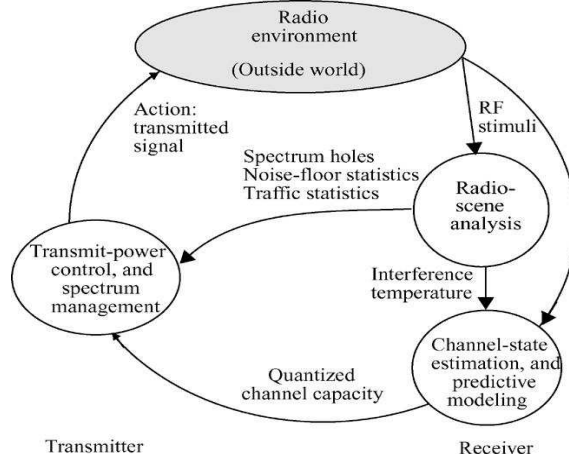 Radio
environment
(Outside world)
Action:
transmitted
signal
RF
stimuli
Spectrum holes
Noise-floor statistics
Traffic statistics
Radio-
scene
analysis
Transmit-power
control, and
spectrum
management
Interference
temperature
Channel-state
estimation, and
predictive
modeling
Quantized
channel capacity
Transmitter
Receiver